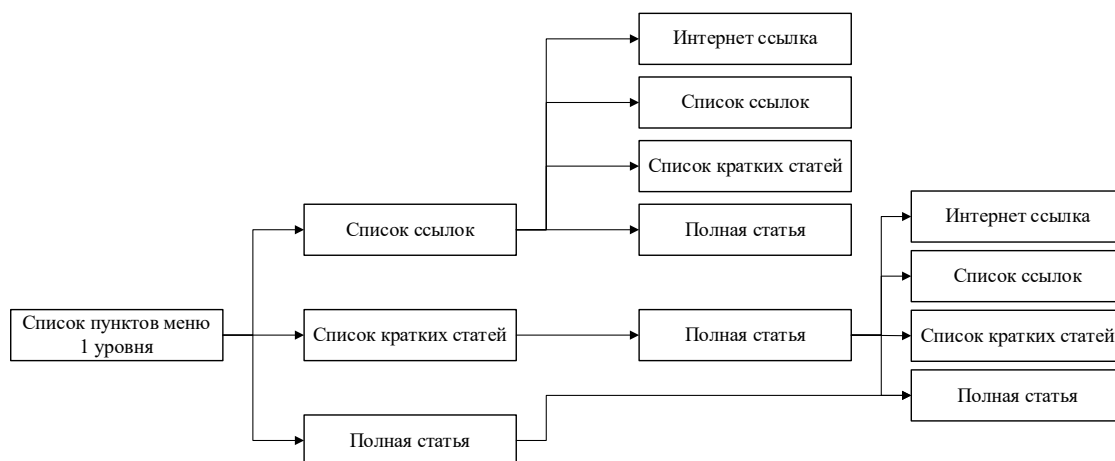 Интернет ссылка
Список ссылок
Список кратких статей
Список ссылок
Полная статья
Интернет ссылка
Список ссылок
Список пунктов меню
1 уровня
Список кратких статей
Полная статья
Список кратких статей
Полная статья
Полная статья